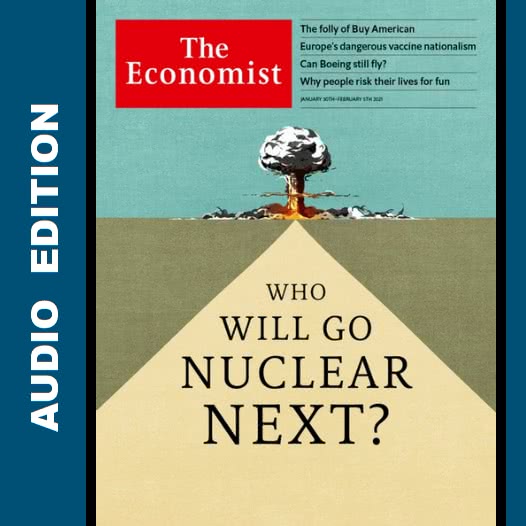 AUDIO EDITION
The
Economist
The folly of Buy American
Europe's dangerous vaccine nationalism
Can Boeing still fly?
Why people risk their lives for fun
JANUARY 30TH–FEBRUARY 5TH 2021
WHO
WILL GO
NUCLEAR
NEXT?